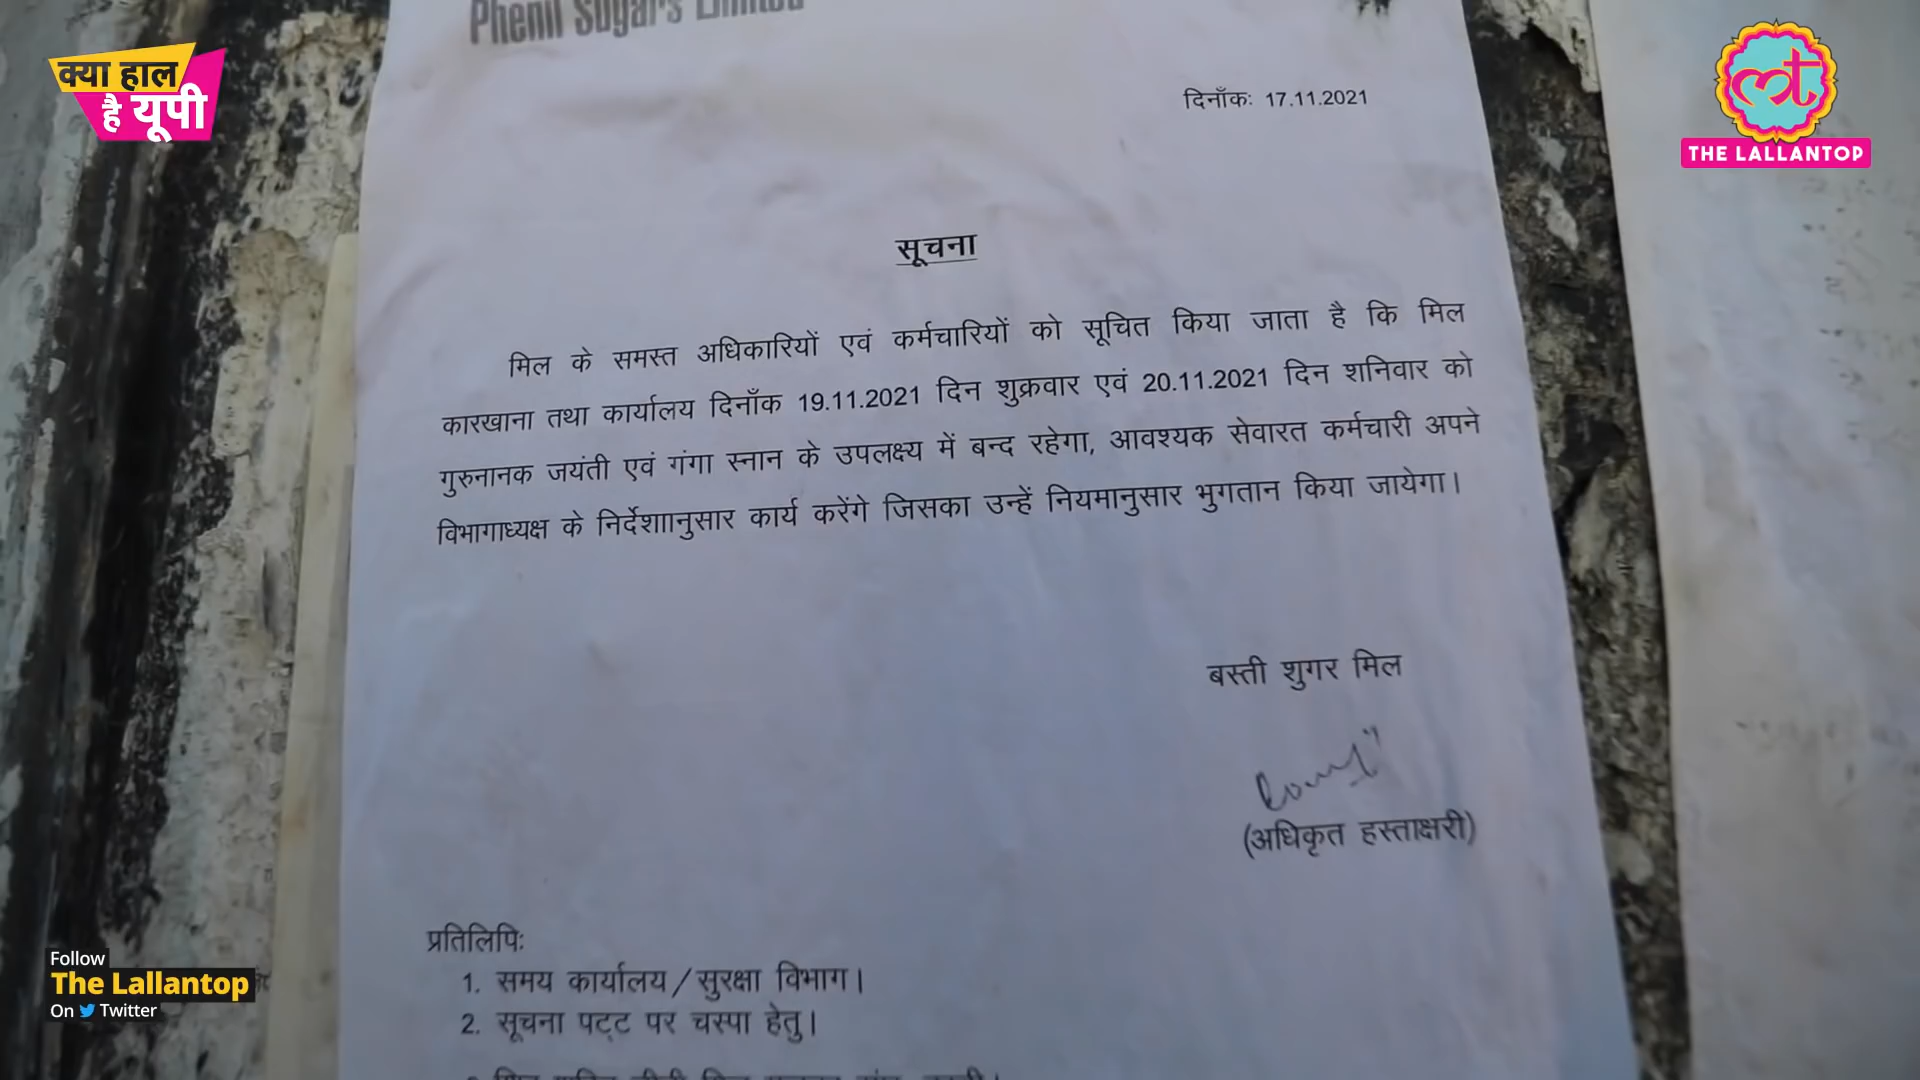 Phenil Sugars Limited
क्या हाल
है यूपी
THE LALLANTOP
दिनाँकः 17.11.2021
सूचना
मिल के समस्त अधिकारियों एवं कर्मचारियों को सूचित किया जाता है कि मिल
कारखाना तथा कार्यालय दिनाँक 19.11.2021 दिन शुक्रवार एवं 20.11.2021 दिन शनिवार को
गुरुनानक जयंती एवं गंगा स्नान के उपलक्ष्य में बन्द रहेगा, आवश्यक सेवारत कर्मचारी अपने
विभागाध्यक्ष के निर्देशाानुसार कार्य करेंगे जिसका उन्हें नियमानुसार भुगतान किया जायेगा।
बस्ती शुगर मिल
(अधिकृत हस्ताक्षरी)
प्रतिलिपिः
1. समय कार्यालय/सुरक्षा विभाग।
2. सूचना पट्ट पर चस्पा हेतु।
Follow
The Lallantop
On Twitter